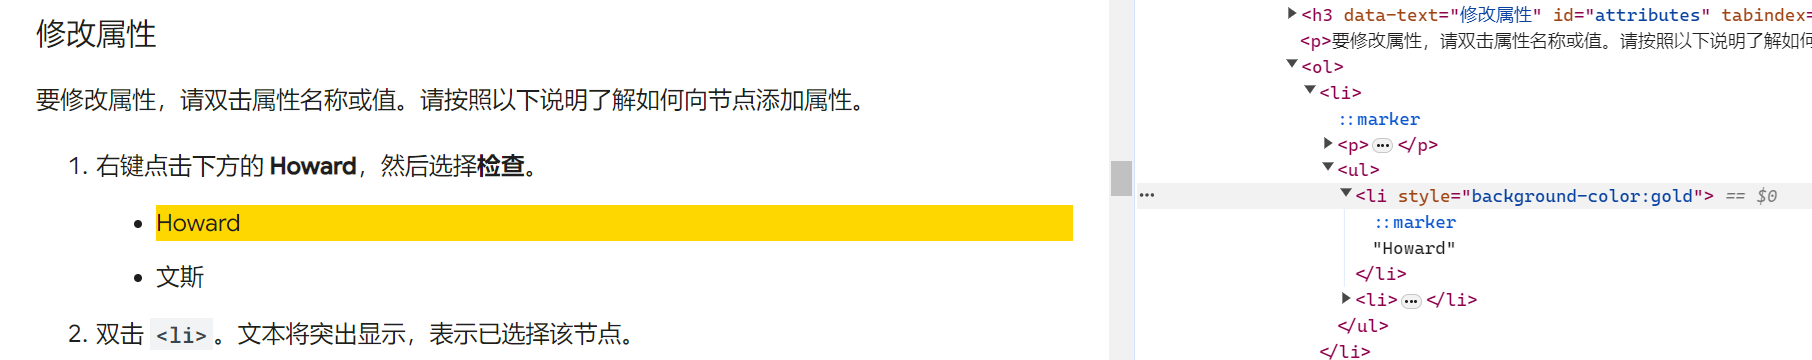 修改属性
要修改属性，请双击属性名称或值。请按照以下说明了解如何向节点添加属性。
1. 右键点击下方的 Howard，然后选择检查。
• Howard
• 文斯
2. 双击 <li>。文本将突出显示，表示已选择该节点。
▶<h3 data-text="修改属性" id="attributes" tabindex=
<p>要修改属性，请双击属性名称或值。请按照以下说明了解如何
▼<ol>
▼<li>
::marker
▶<p>…</p>
▼<ul>
… ▼<li style="background-color:gold"> == $0
::marker
"Howard"
</li>
▶<li>…</li>
</ul>
</li>